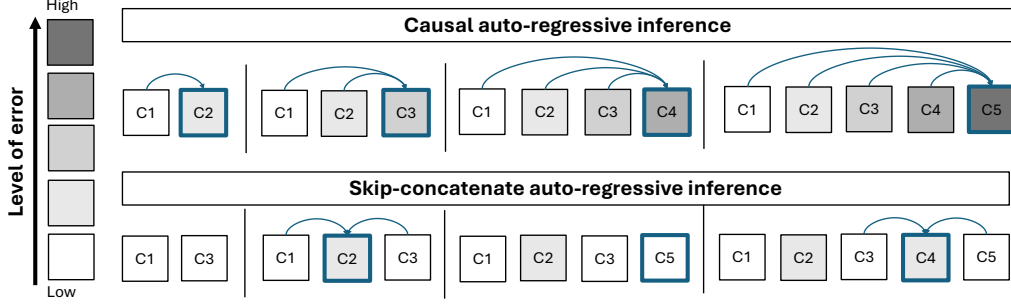 High
Level of error
Low
Causal auto-regressive inference
C1 C2 C1 C2 C3 C1 C2 C3 C4 C1 C2 C3 C4 C5
Skip-concatenate auto-regressive inference
C1 C3 C1 C2 C3 C1 C2 C3 C5 C1 C2 C3 C4 C5